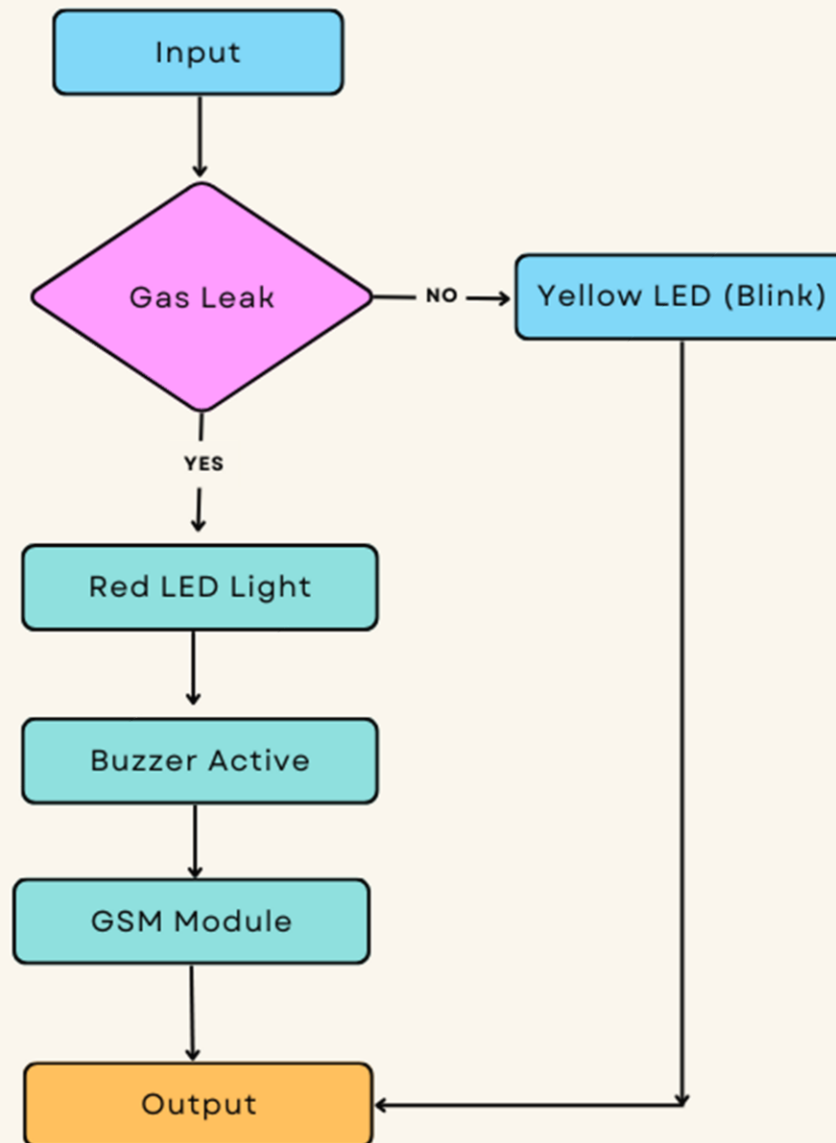 Input
Gas Leak
NO
Yellow LED (Blink)
YES
Red LED Light
Buzzer Active
GSM Module
Output